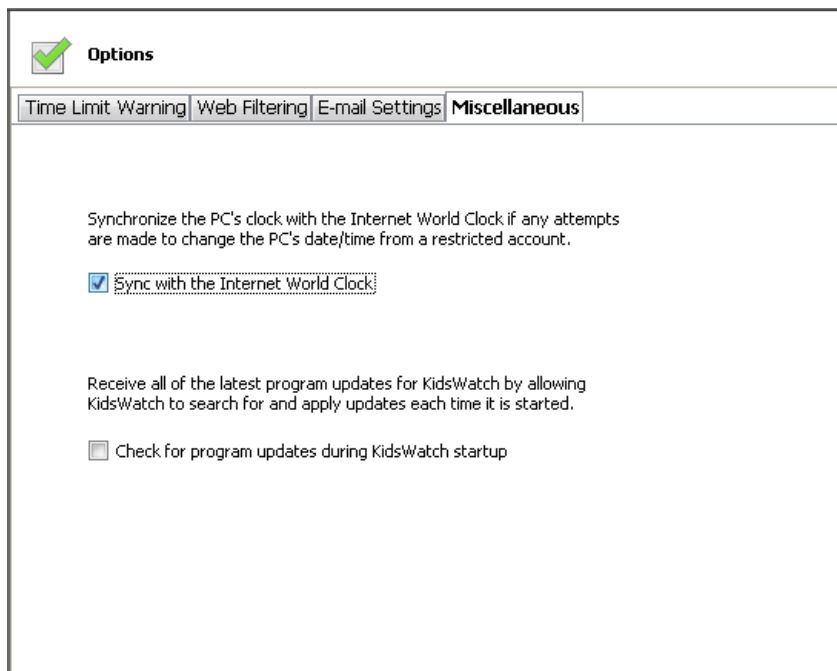 Options
Time Limit Warning Web Filtering E-mail Settings Miscellaneous
Synchronize the PC's clock with the Internet World Clock if any attempts
are made to change the PC's date/time from a restricted account.
Sync with the Internet World Clock
Receive all of the latest program updates for KidsWatch by allowing
KidsWatch to search for and apply updates each time it is started.
Check for program updates during KidsWatch startup